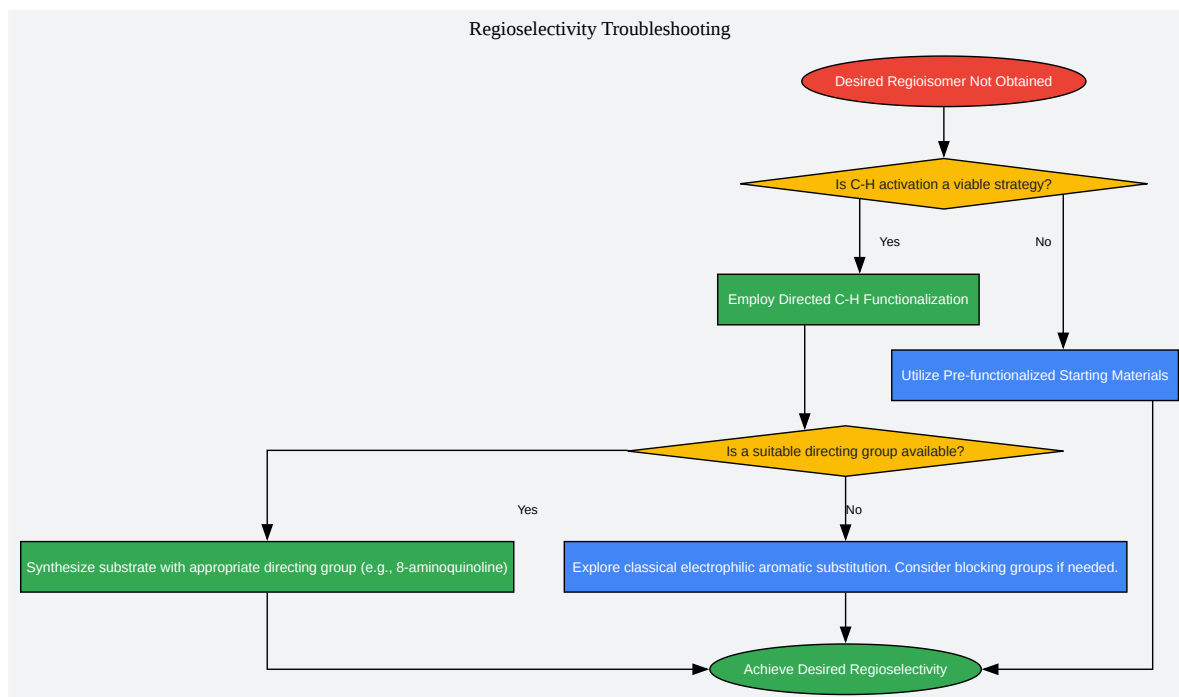 Regioselectivity Troubleshooting
Desired Regioisomer Not Obtained
Is C-H activation a viable strategy?
Yes
No
Employ Directed C-H Functionalization
Utilize Pre-functionalized Starting Materials
Is a suitable directing group available?
Yes
No
Synthesize substrate with appropriate directing group (e.g., 8-aminoquinoline)
Explore classical electrophilic aromatic substitution. Consider blocking groups if needed.
Achieve Desired Regioselectivity